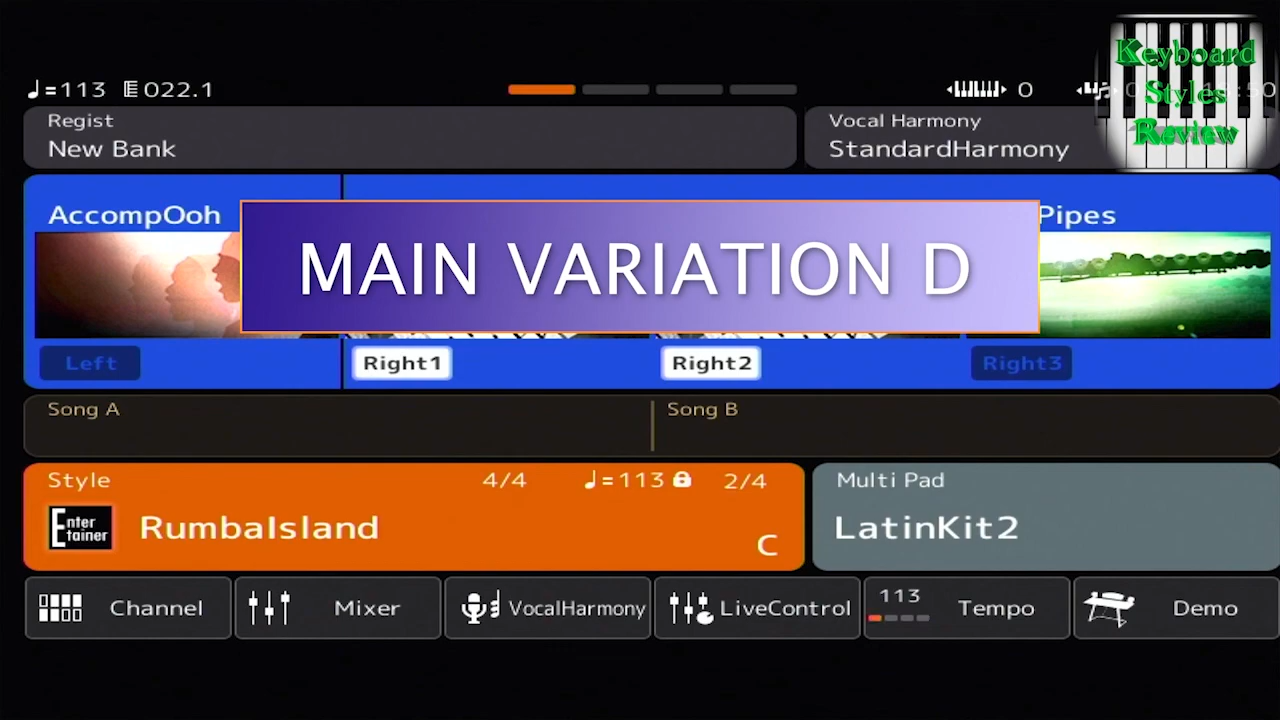 ♩=113 022.1 0
Keyboard
Styles
Review
Regist
New Bank
Vocal Harmony
StandardHarmony
AccompOoh
Pipes
MAIN VARIATION D
Left
Right1
Right2
Right3
Song A
Song B
Style 4/4 ♩=113 2/4
Enter
tainer
RumbaIsland
C
Multi Pad
LatinKit2
Channel
Mixer
VocalHarmony
LiveControl
113
Tempo
Demo